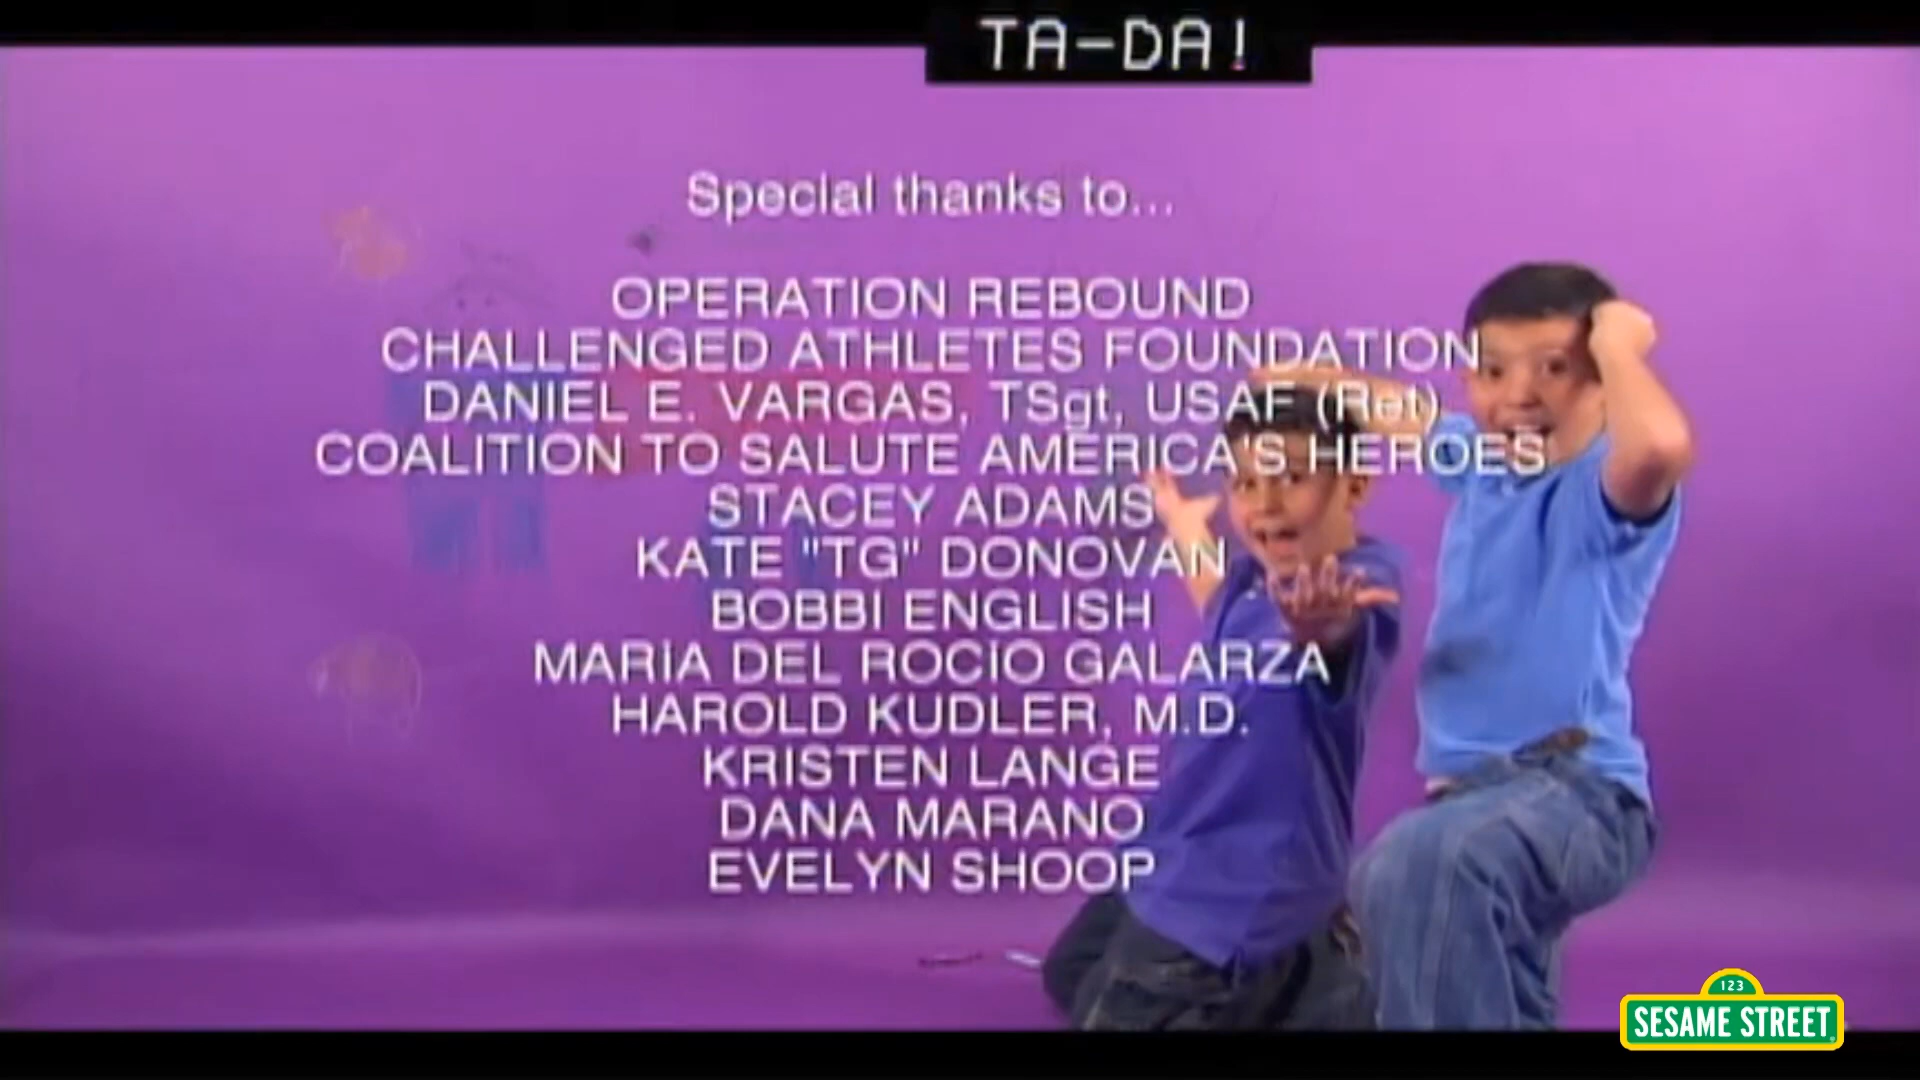 TA-DA!
Special thanks to...
OPERATION REBOUND
CHALLENGED ATHLETES FOUNDATION
DANIEL E. VARGAS, TSgt, USAF (Ret)
COALITION TO SALUTE AMERICA'S HEROES
STACEY ADAMS
KATE "TG" DONOVAN
BOBBI ENGLISH
MARÍA DEL ROCÍO GALARZA
HAROLD KUDLER, M.D.
KRISTEN LANGE
DANA MARANO
EVELYN SHOOP
123
SESAME STREET